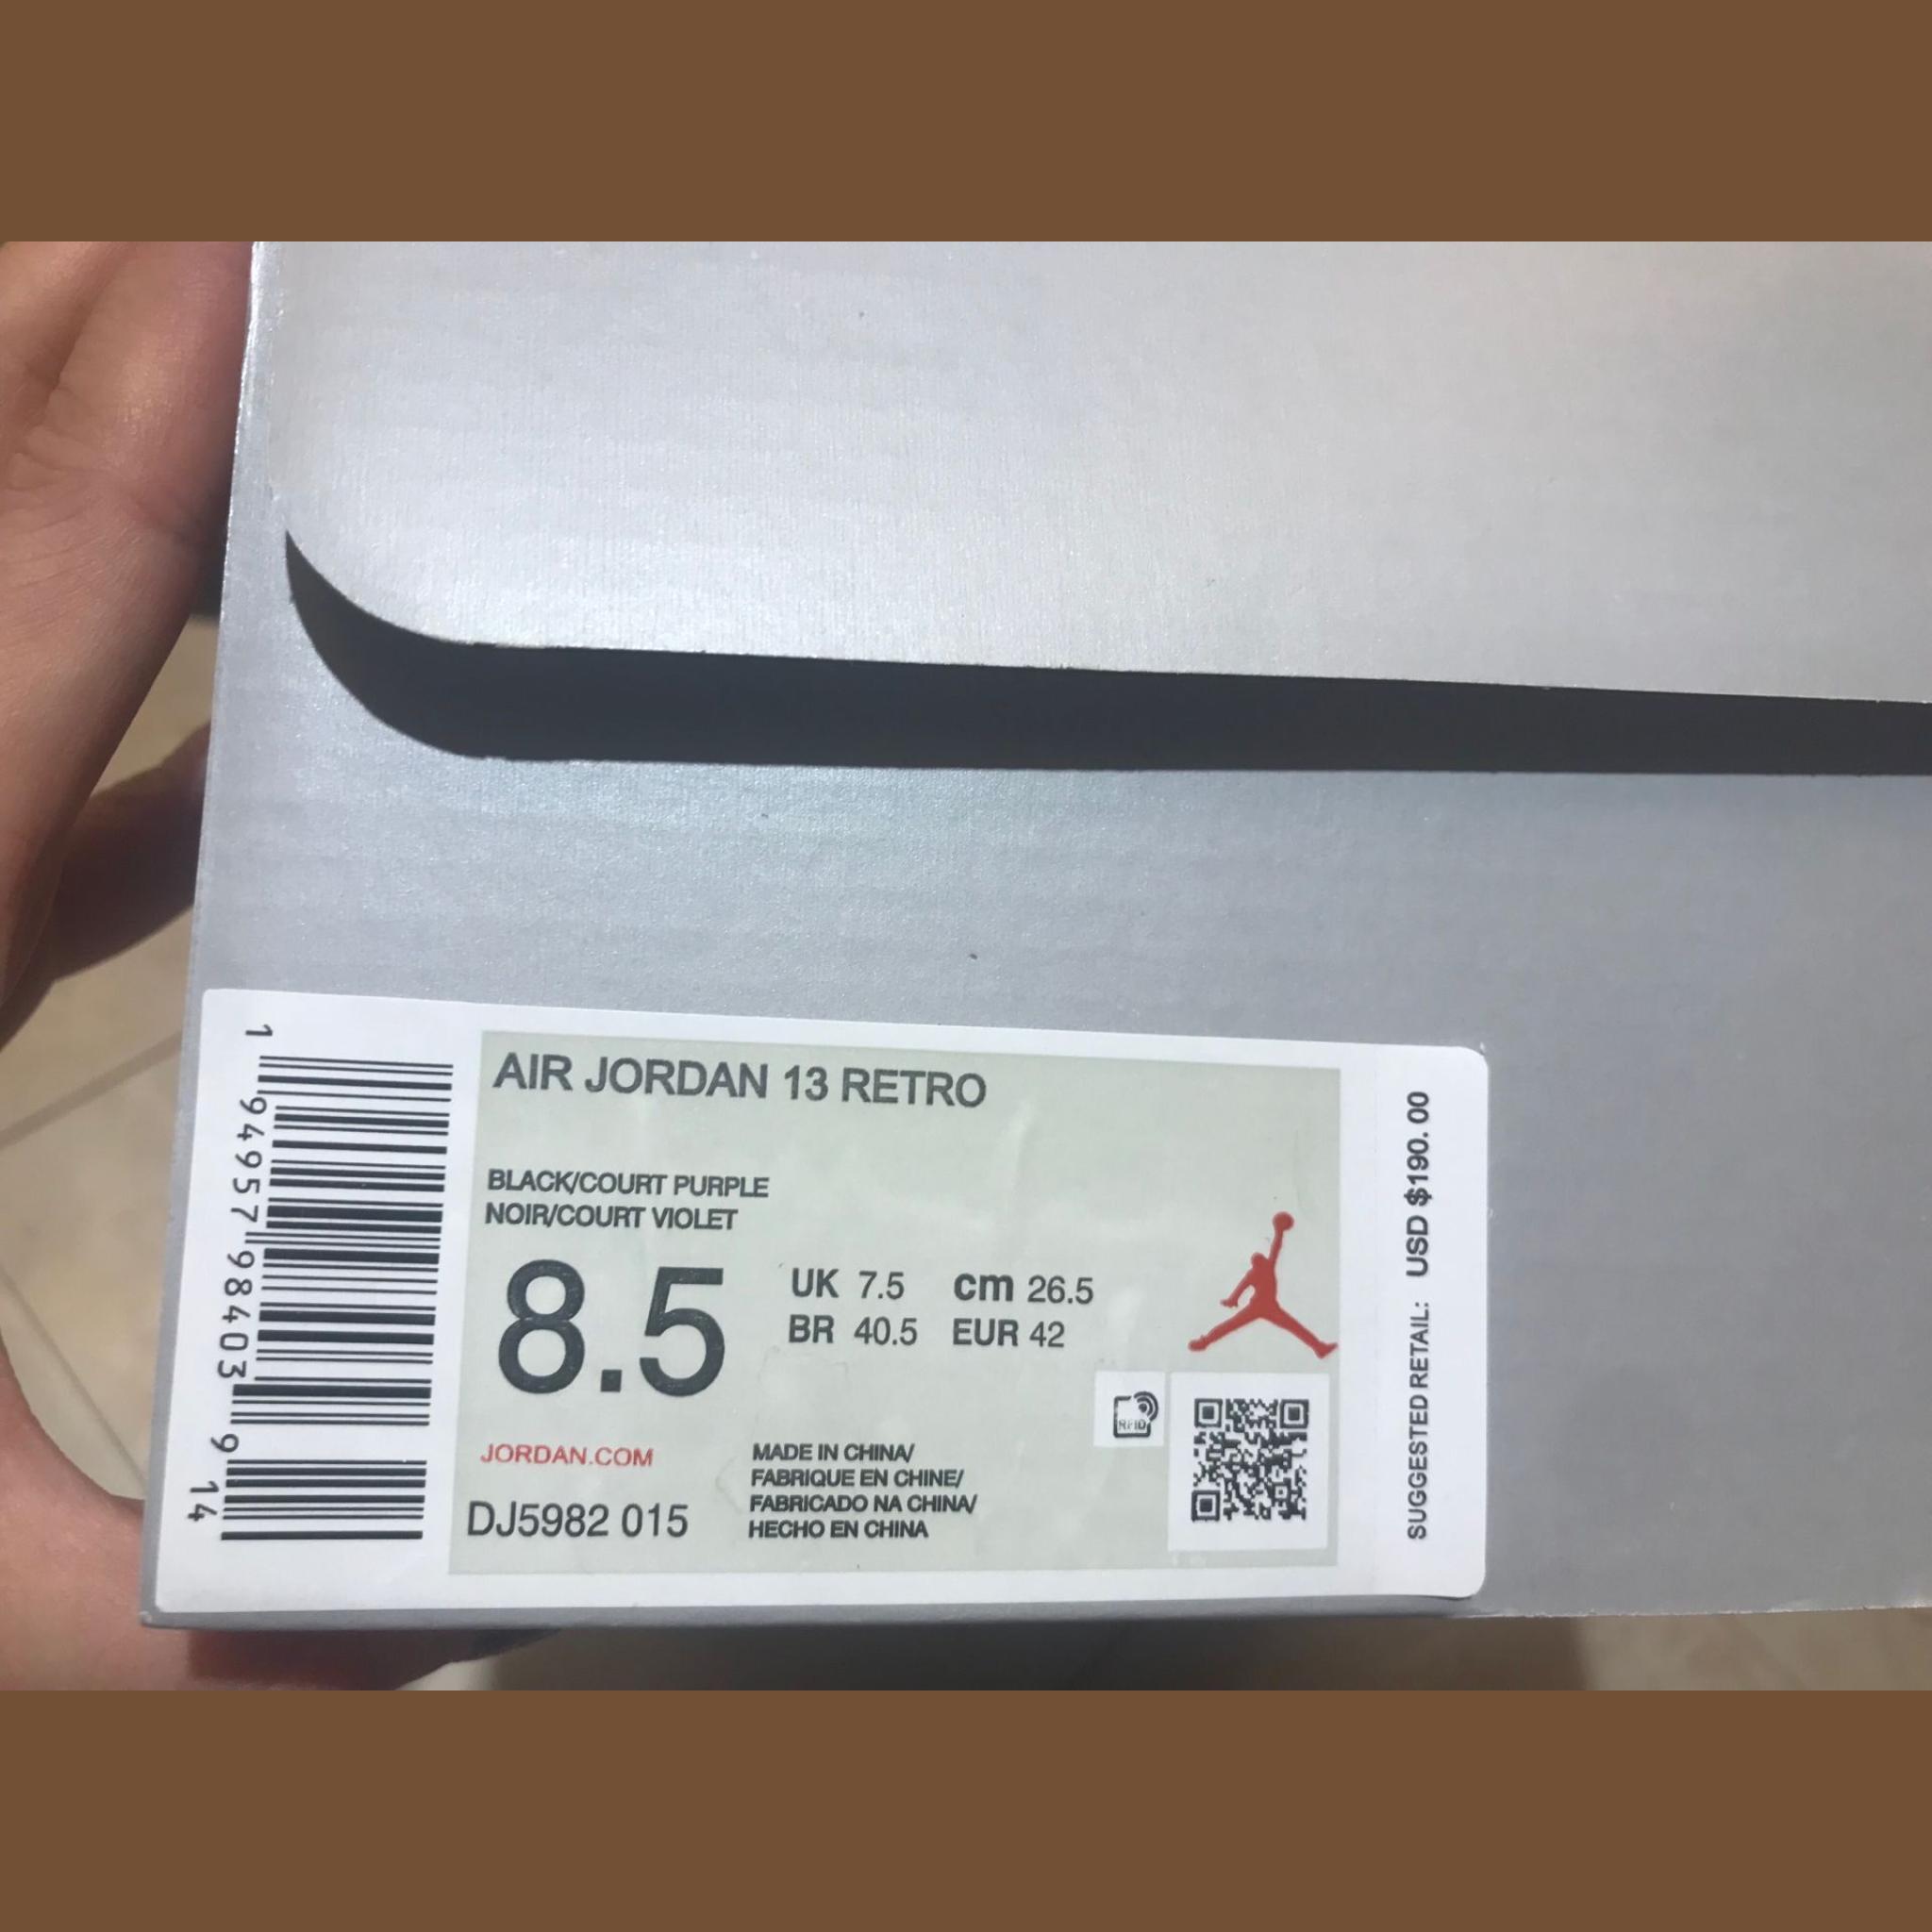 AIR JORDAN 13 RETRO
BLACK/COURT PURPLE
NOIR/COURT VIOLET
8.5
UK 7.5 cm 26.5
BR 40.5 EUR 42
JORDAN.COM
DJ5982 015
MADE IN CHINA/
FABRIQUE EN CHINE/
FABRICADO NA CHINA/
HECHO EN CHINA
RFID
SUGGESTED RETAIL: USD $190.00
1 94957 98403 9 14